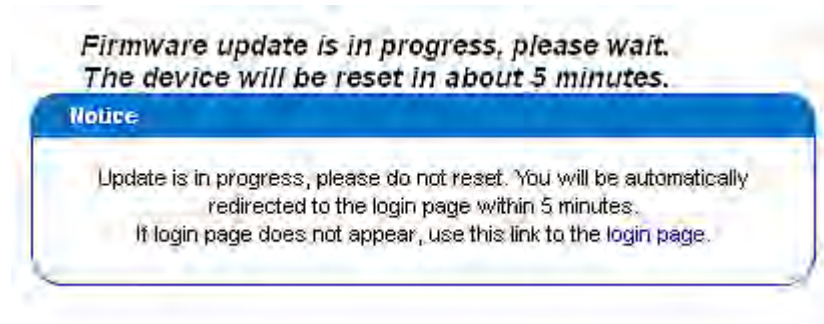 Firmware update is in progress, please wait.
The device will be reset in about 5 minutes.
Notice
Update is in progress, please do not reset. You will be automatically
redirected to the login page within 5 minutes.
If login page does not appear, use this link to the login page.